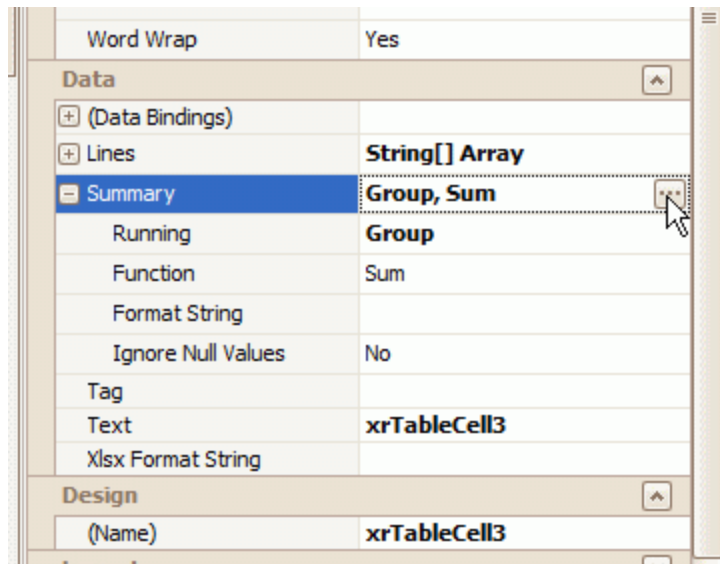 Word Wrap Yes
Data
(Data Bindings)
Lines String[] Array
Summary Group, Sum
Running Group
Function Sum
Format String
Ignore Null Values No
Tag
Text xrTableCell3
Xlsx Format String
Design
(Name) xrTableCell3